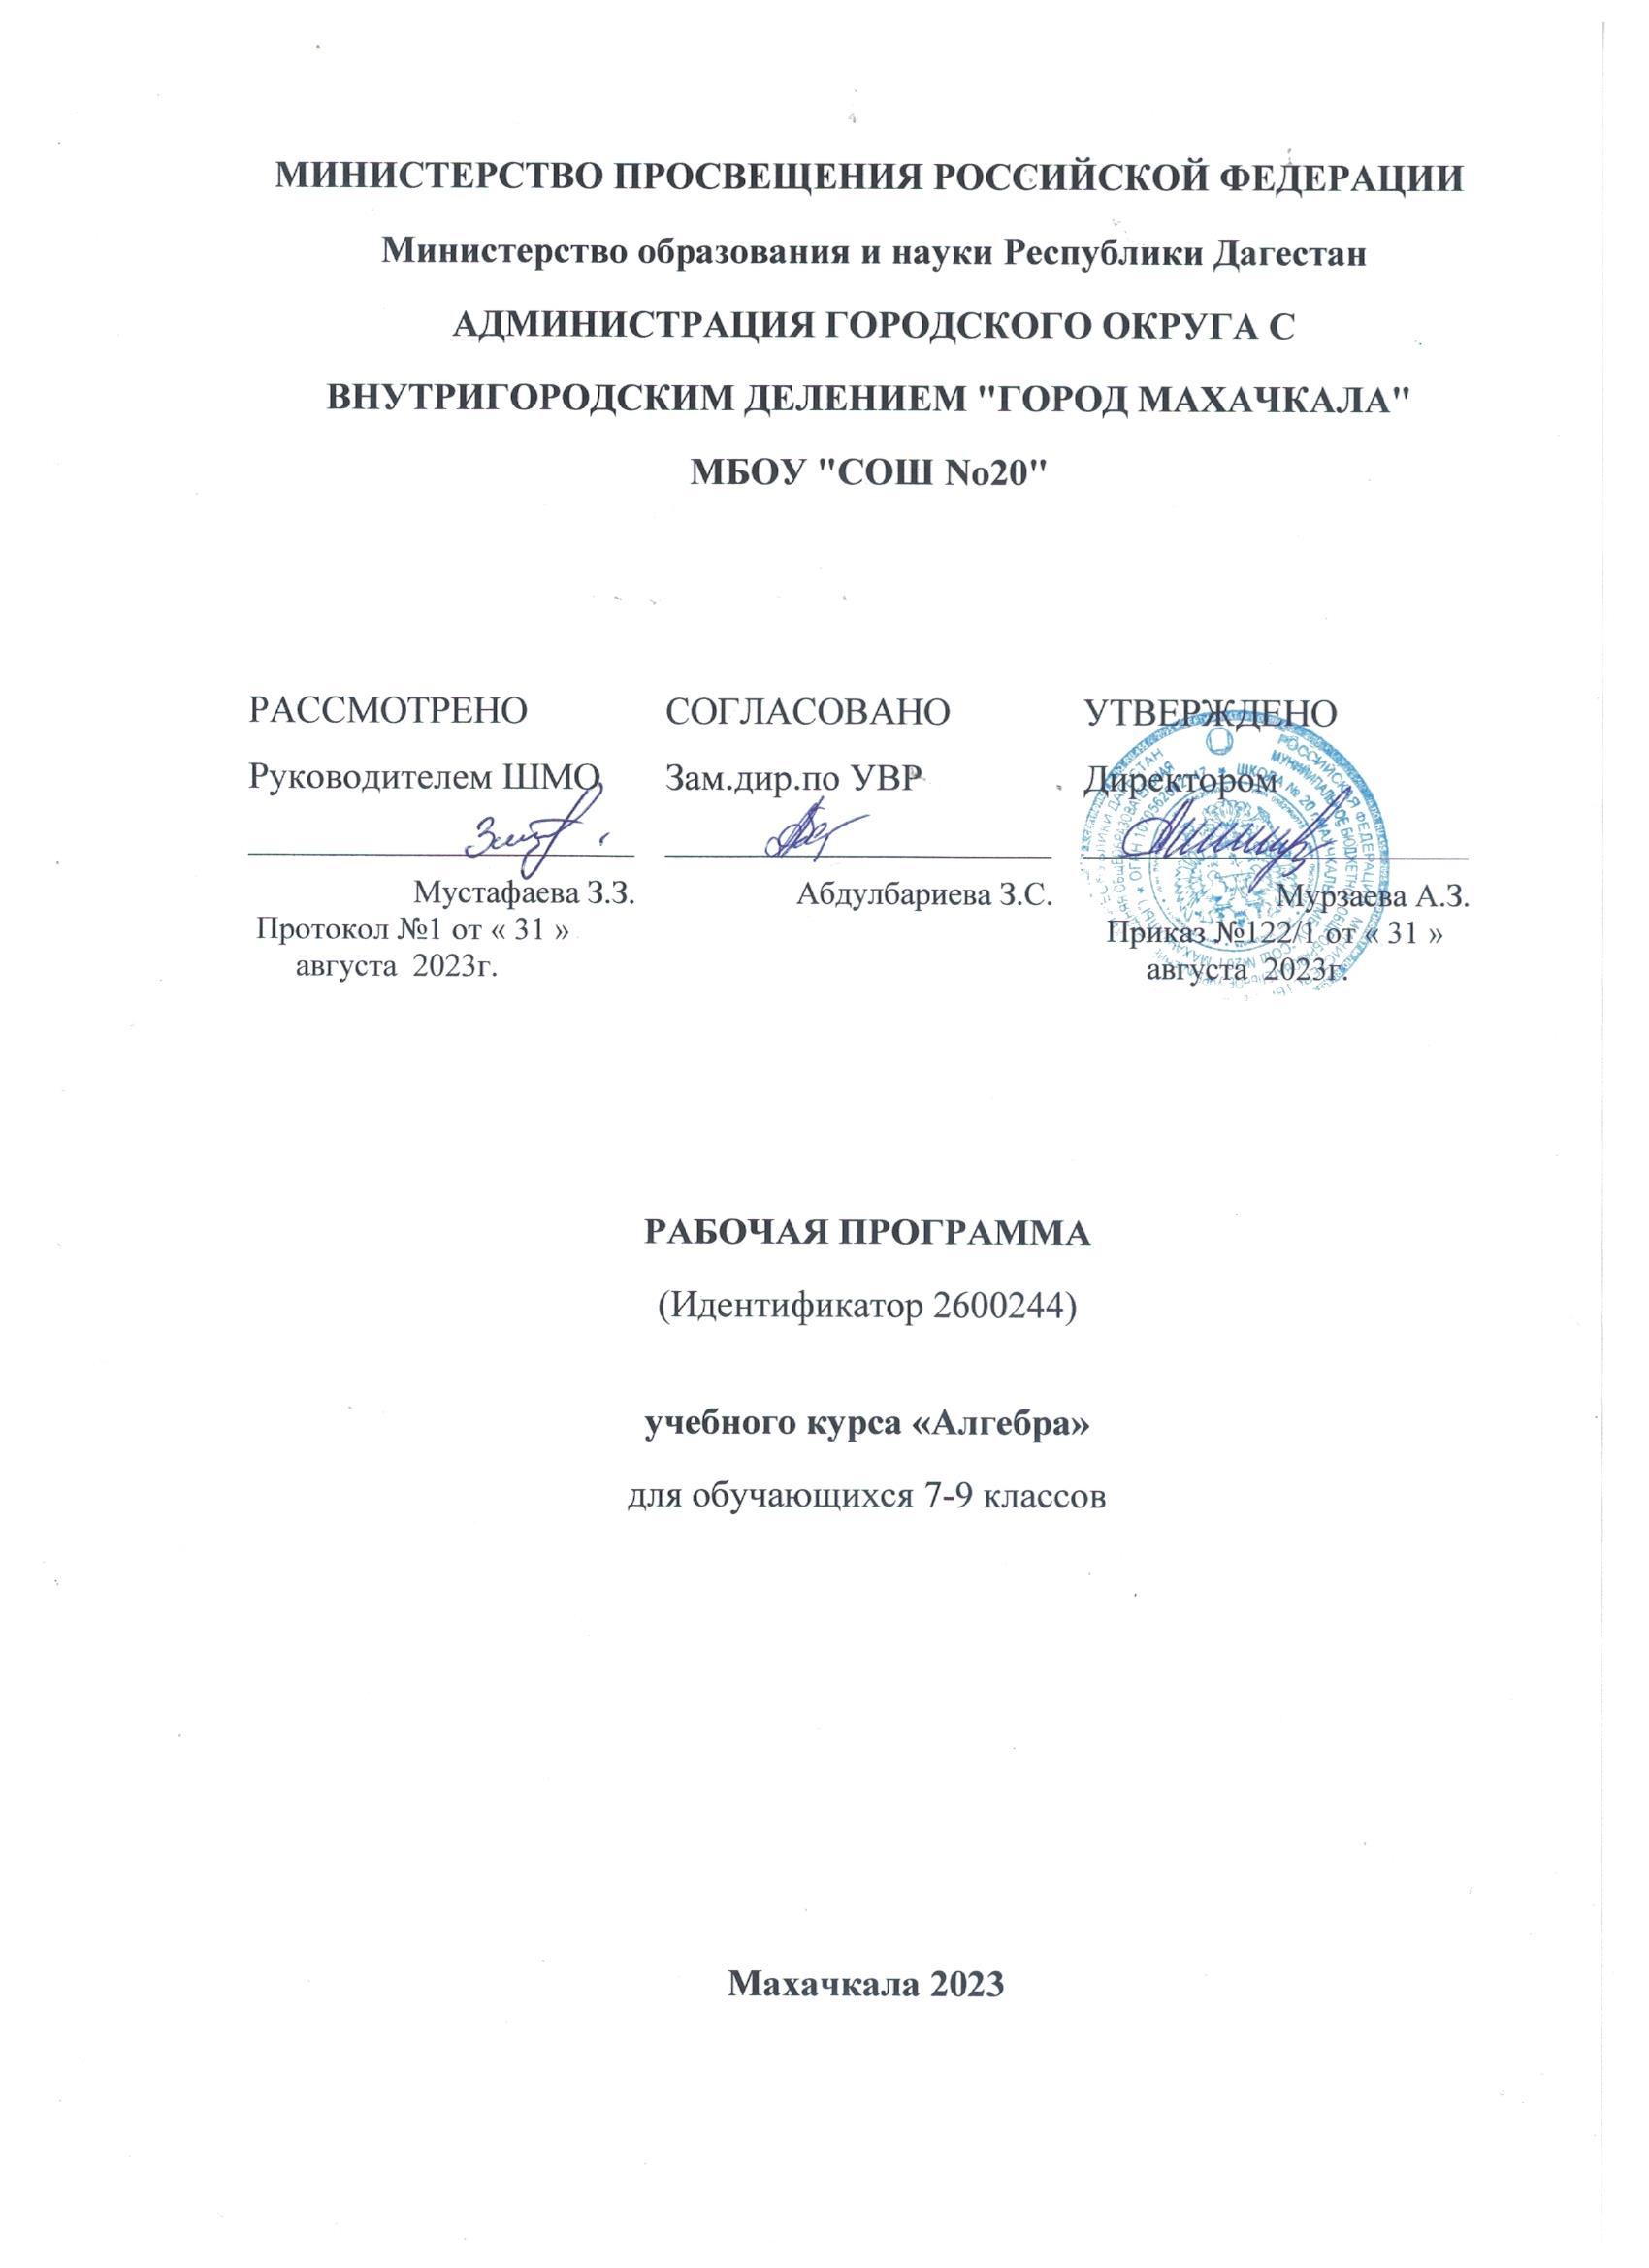 МИНИСТЕРСТВО ПРОСВЕЩЕНИЯ РОССИЙСКОЙ ФЕДЕРАЦИИ
Министерство образования и науки Республики Дагестан
АДМИНИСТРАЦИЯ ГОРОДСКОГО ОКРУГА С
ВНУТРИГОРОДСКИМ ДЕЛЕНИЕМ "ГОРОД МАХАЧКАЛА"
МБОУ "СОШ No20"
РАССМОТРЕНО
Руководителем ШМО
Мустафаева З.З.
Протокол №1 от « 31 »
августа 2023г.
СОГЛАСОВАНО
Зам.дир.по УВР
Абдулбариева З.С.
УТВЕРЖДЕНО
Директором
Мурзаева А.З.
Приказ №122/1 от « 31 »
августа 2023г.
РАБОЧАЯ ПРОГРАММА
(Идентификатор 2600244)
учебного курса «Алгебра»
для обучающихся 7-9 классов
Махачкала 2023